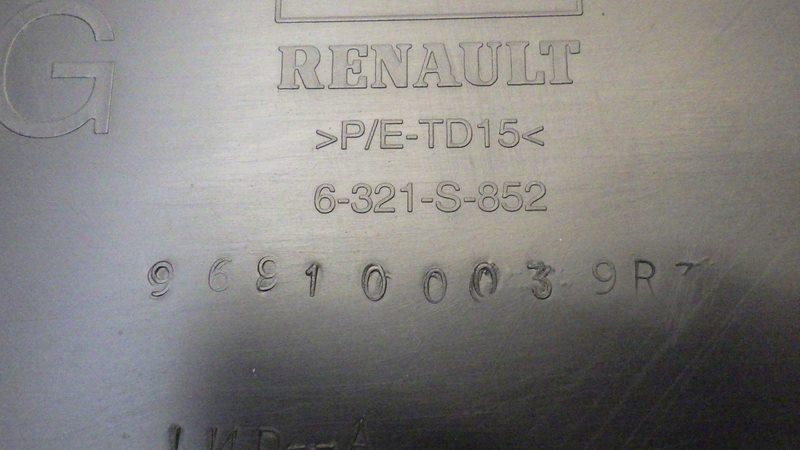 G
RENAULT
>P/E-TD15<
6-321-S-852
969100039R